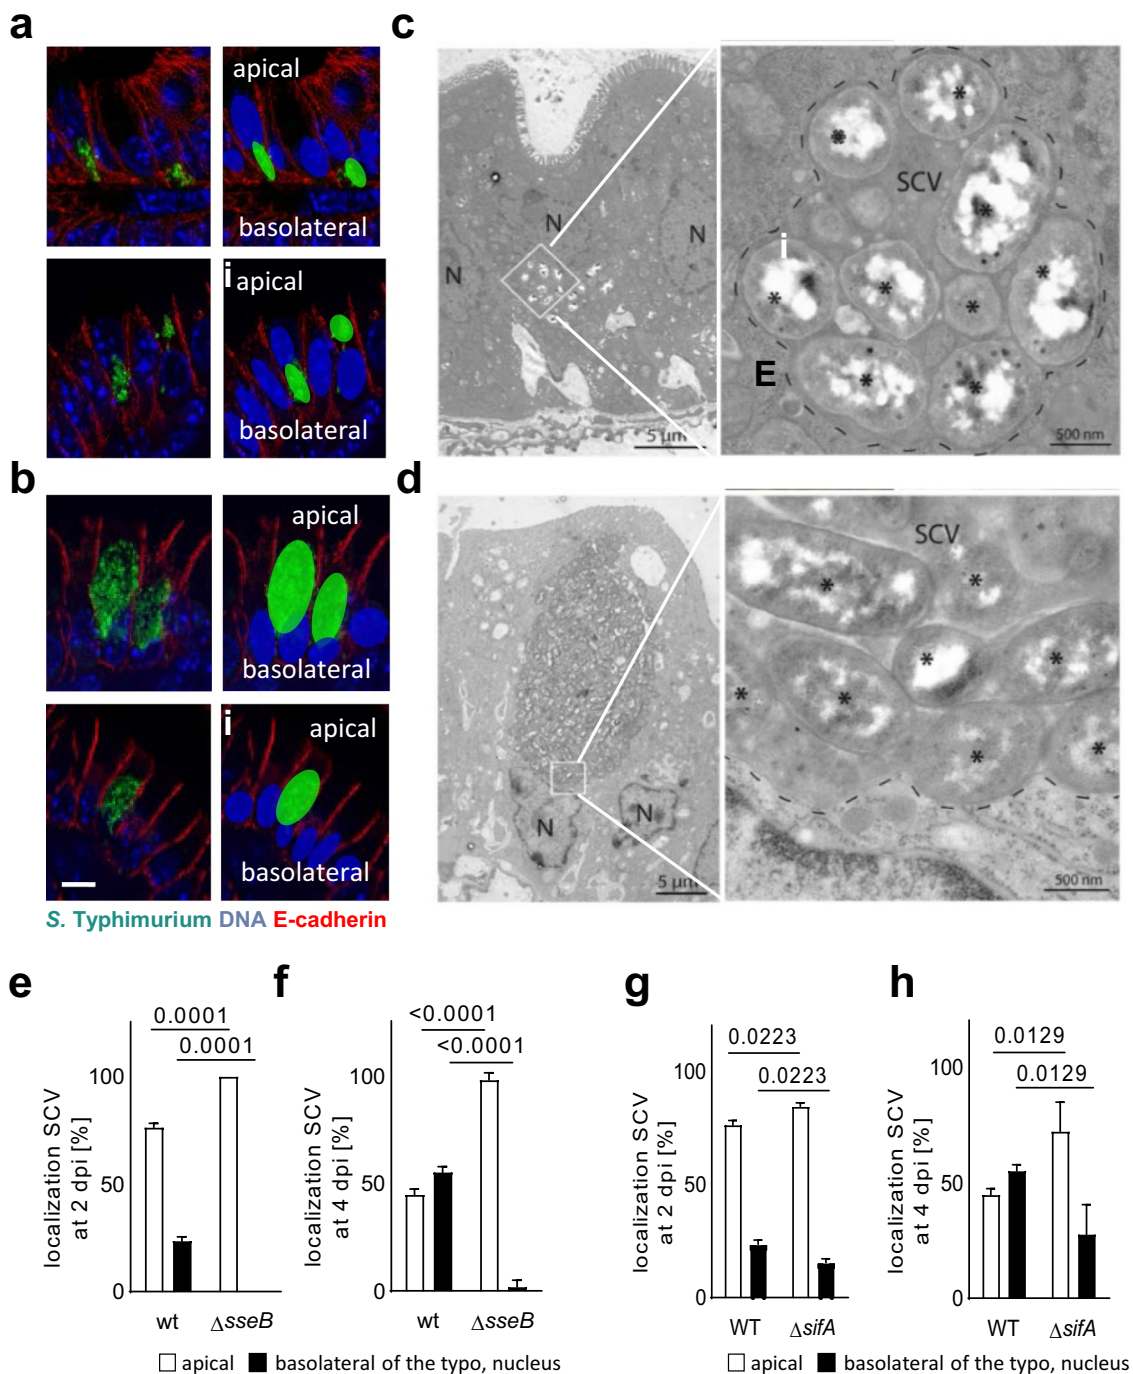 a
apical
basolateral
i
apical
basolateral
b
apical
basolateral
i
apical
basolateral
S. Typhimurium DNA E-cadherin
c
N
N
N
5 µm
SCV
i
E
500 nm
d
N
N
5 µm
SCV
500 nm
e
0.0001
0.0001
localization SCV
at 2 dpi [%]
100
50
0
wt
ΔsseB
f
<0.0001
<0.0001
localization SCV
at 4 dpi [%]
100
50
0
wt
ΔsseB
apical
basolateral of the typo, nucleus
g
0.0223
0.0223
localization SCV
at 2 dpi [%]
100
50
0
WT
ΔsifA
h
0.0129
0.0129
localization SCV
at 4 dpi [%]
100
50
0
WT
ΔsifA
apical
basolateral of the typo, nucleus